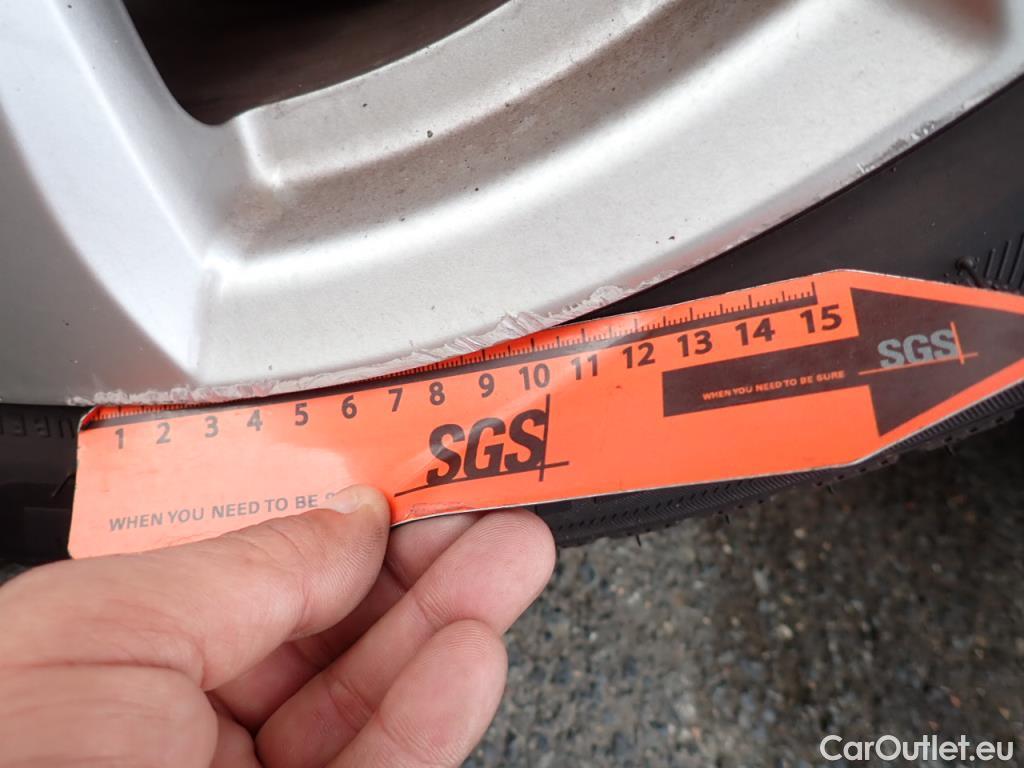 1 2 3 4 5 6 7 8 9 10 11 12 13 14 15
SGS
WHEN YOU NEED TO BE SURE
SGS
WHEN YOU NEED TO BE
CarOutlet.eu